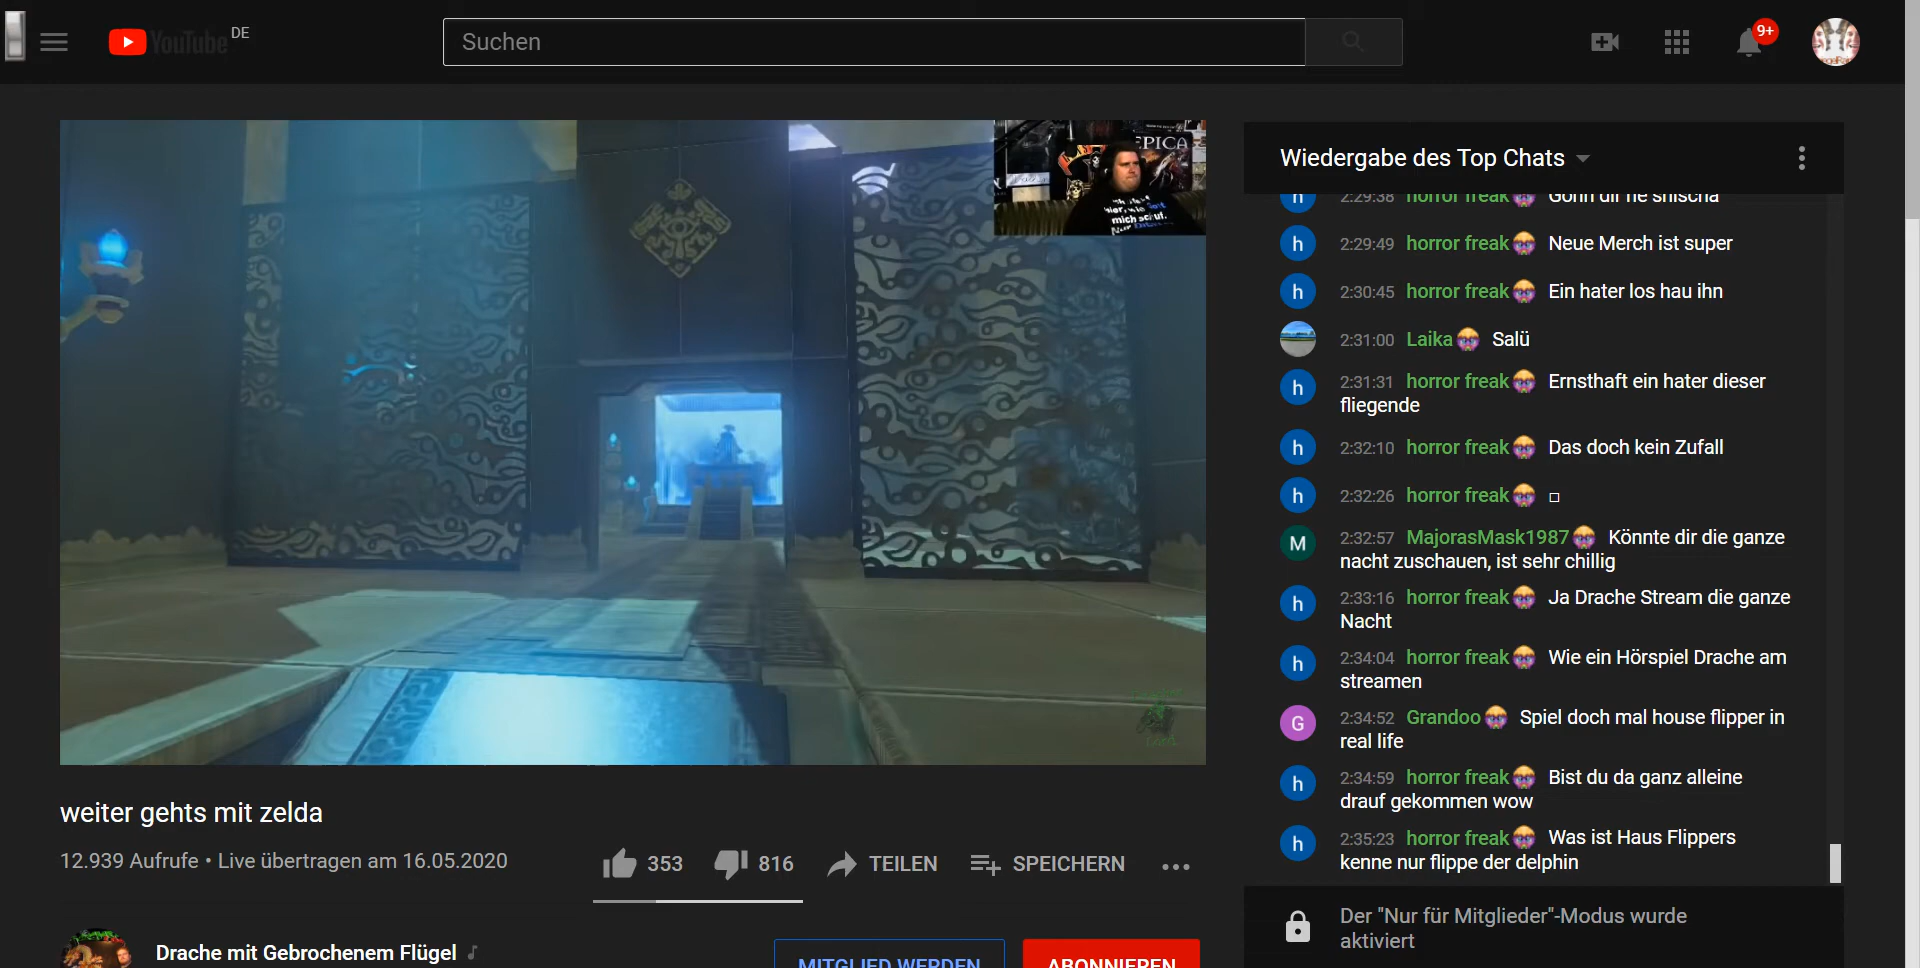 YouTube DE
Suchen
9+
EPICA
mich
Wiedergabe des Top Chats
h 2:29:38 horror freak Gönn dir ne shischa
h 2:29:49 horror freak Neue Merch ist super
h 2:30:45 horror freak Ein hater los hau ihn
2:31:00 Laika Salü
h 2:31:31 horror freak Ernsthaft ein hater dieser
fliegende
h 2:32:10 horror freak Das doch kein Zufall
h 2:32:26 horror freak □
M 2:32:57 MajorasMask1987 Könnte dir die ganze
nacht zuschauen, ist sehr chillig
h 2:33:16 horror freak Ja Drache Stream die ganze
Nacht
h 2:34:04 horror freak Wie ein Hörspiel Drache am
streamen
G 2:34:52 Grandoo Spiel doch mal house flipper in
real life
h 2:34:59 horror freak Bist du da ganz alleine
drauf gekommen wow
h 2:35:23 horror freak Was ist Haus Flippers
kenne nur flippe der delphin
Der "Nur für Mitglieder"-Modus wurde
aktiviert
weiter gehts mit zelda
12.939 Aufrufe • Live übertragen am 16.05.2020
353 816 TEILEN SPEICHERN
Drache mit Gebrochenem Flügel
MITGLIED WERDEN ABONNIEREN